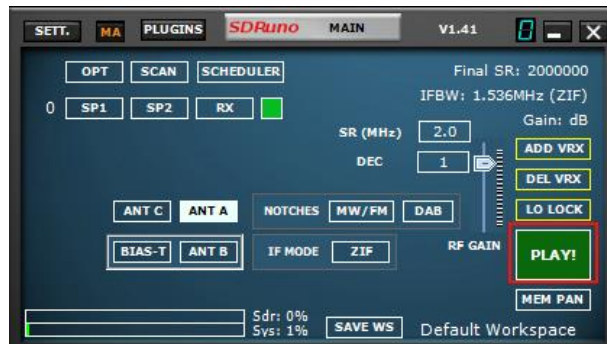 SETT. MA PLUGINS SDRuno MAIN V1.41 0
OPT SCAN SCHEDULER Final SR: 2000000
IFBW: 1.536MHz (ZIF)
0 SP1 SP2 RX Gain: dB
SR (MHz) 2.0 ADD VRX
DEC 1 DEL VRX
ANT C ANT A NOTCHES MW/FM DAB LO LOCK
BIAS-T ANT B IF MODE ZIF RF GAIN PLAY!
MEM PAN
Sdr: 0%
Sys: 1% SAVE WS Default Workspace